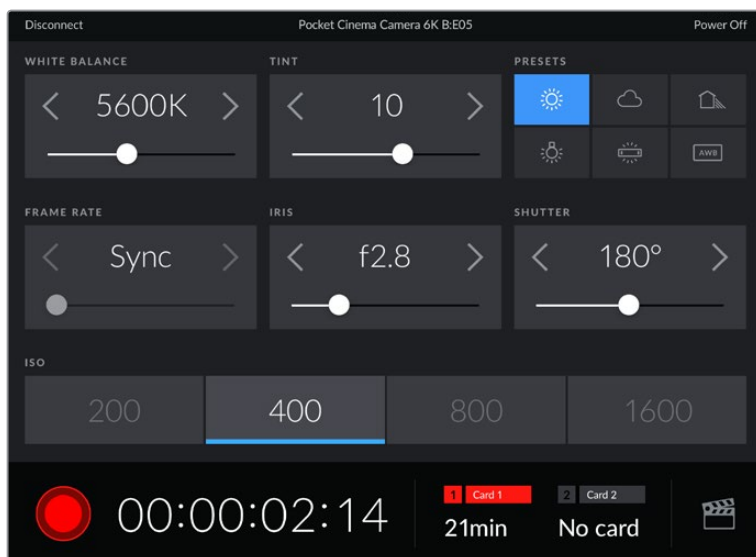 Disconnect
Pocket Cinema Camera 6K B:E05
Power Off
WHITE BALANCE
TINT
PRESETS
5600K
10
AWB
FRAME RATE
IRIS
SHUTTER
Sync
f2.8
180°
ISO
200
400
800
1600
00:00:02:14
1 Card 1
2 Card 2
21min
No card